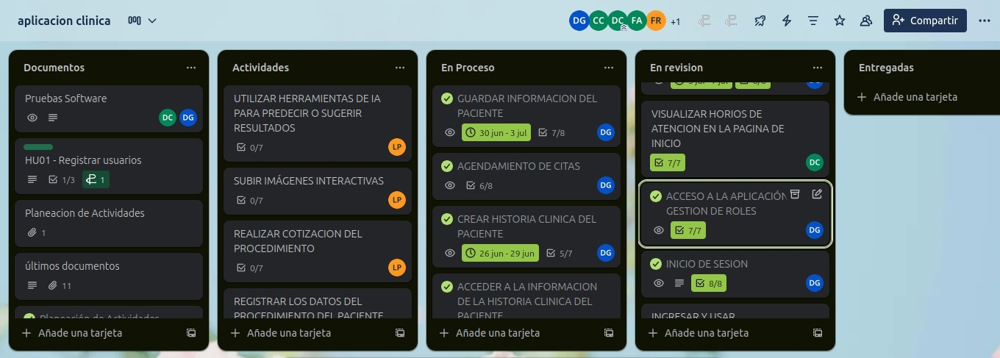 aplicacion clinica
DG CC DC FA FR +1
Compartir
Documentos
Pruebas Software
DC DG
HU01 - Registrar usuarios
1/3 1
Planeacion de Actividades
1
últimos documentos
11
Planeación de Actividades
Añade una tarjeta
Actividades
UTILIZAR HERRAMIENTAS DE IA
PARA PREDECIR O SUGERIR
RESULTADOS
0/7 LP
SUBIR IMÁGENES INTERACTIVAS
0/7 LP
REALIZAR COTIZACION DEL
PROCEDIMIENTO
0/7 LP
REGISTRAR LOS DATOS DEL
PROCEDIMIENTO DEL PACIENTE
Añade una tarjeta
En Proceso
GUARDAR INFORMACION DEL
PACIENTE
30 jun - 3 jul 7/8 DG
AGENDAMIENTO DE CITAS
6/8 DG
CREAR HISTORIA CLINICA DEL
PACIENTE
26 jun - 29 jun 5/7 DG
ACCEDER A LA INFORMACION
DE LA HISTORIA CLINICA DEL
PACIENTE
Añade una tarjeta
En revision
VISUALIZAR HORIOS DE
ATENCION EN LA PAGINA DE
INICIO
7/7 DC
ACCESO A LA APLICACIÓN
GESTION DE ROLES
7/7 DG
INICIO DE SESION
8/8 DG
INGRESAR Y USAR
Añade una tarjeta
Entregadas
Añade una tarjeta